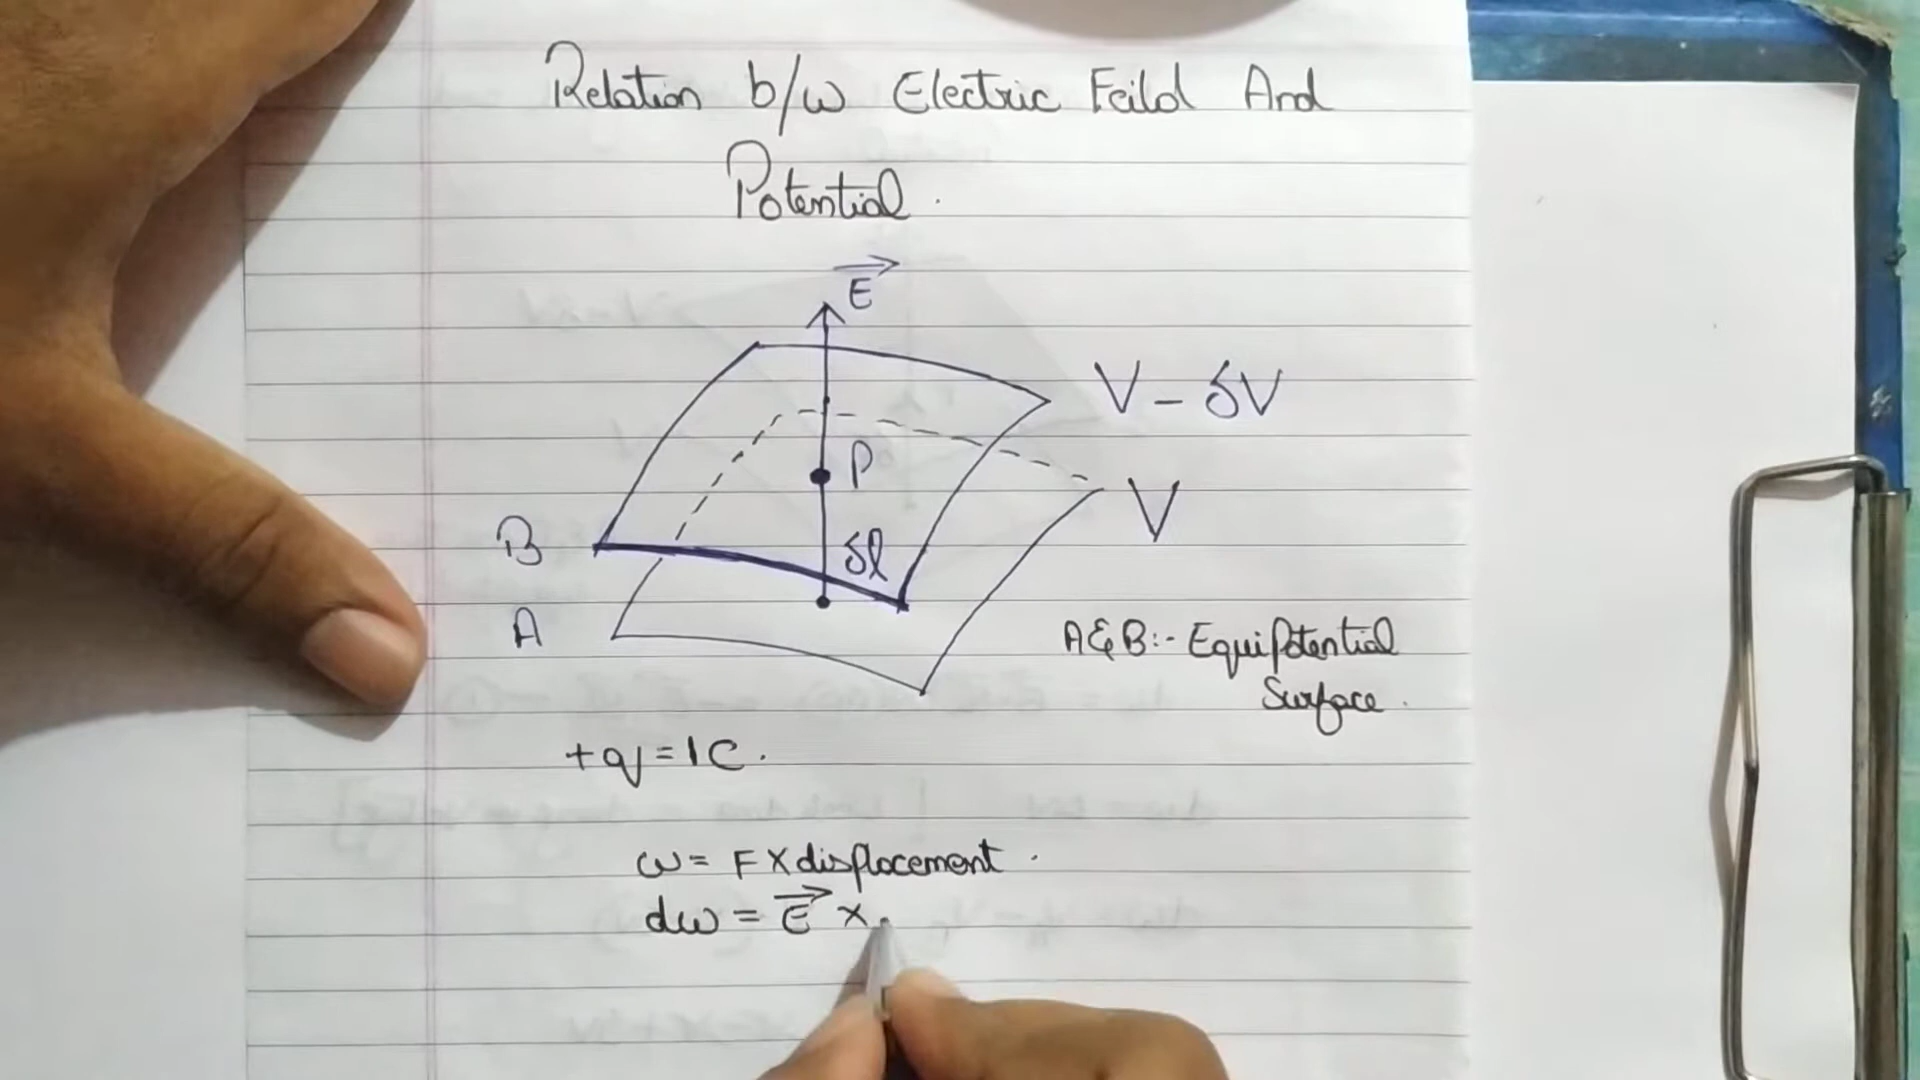 Relation b/w Electric Feild And
Potential.
E
V - δV
P
V
B
δl
A
A&B:- Equipotential
Surface.
+q = 1C.
w = F X displacement.
dw = E ×